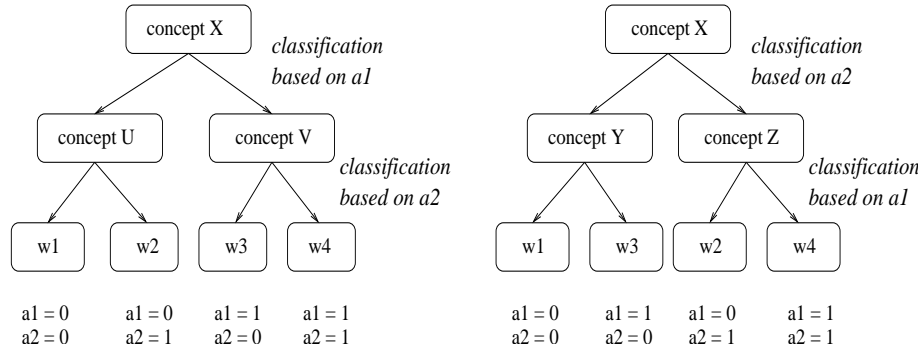 concept X
classification
based on a1
concept U
concept V
classification
based on a2
w1
w2
w3
w4
a1 = 0
a2 = 0
a1 = 0
a2 = 1
a1 = 1
a2 = 0
a1 = 1
a2 = 1
concept X
classification
based on a2
concept Y
concept Z
classification
based on a1
w1
w3
w2
w4
a1 = 0
a2 = 0
a1 = 1
a2 = 0
a1 = 0
a2 = 1
a1 = 1
a2 = 1